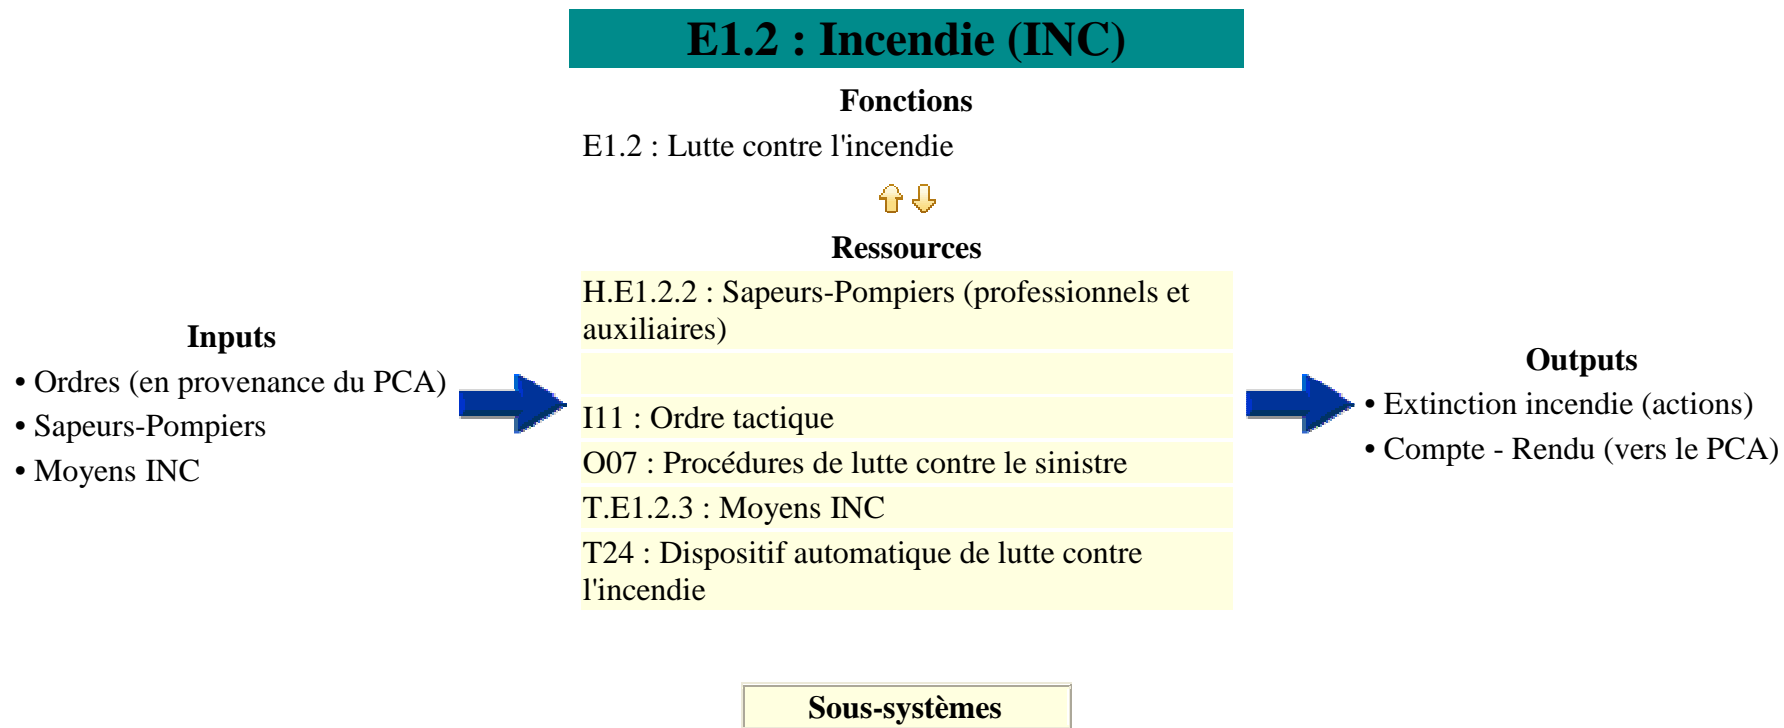 E1.2 : Incendie (INC)
Fonctions
E1.2 : Lutte contre l'incendie
Ressources
H.E1.2.2 : Sapeurs-Pompiers (professionnels et
auxiliaires)
I11 : Ordre tactique
O07 : Procédures de lutte contre le sinistre
T.E1.2.3 : Moyens INC
T24 : Dispositif automatique de lutte contre
l'incendie
Inputs
• Ordres (en provenance du PCA)
• Sapeurs-Pompiers
• Moyens INC
Outputs
• Extinction incendie (actions)
• Compte - Rendu (vers le PCA)
Sous-systèmes